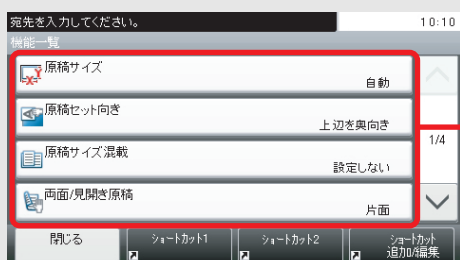 宛先を入力してください。 10:10
機能一覧
原稿サイズ
自動
原稿セット向き
上辺を奥向き
1/4
原稿サイズ混載
設定しない
両面/見開き原稿
片面
閉じる ショートカット1 ショートカット2 ショートカット
追加/編集